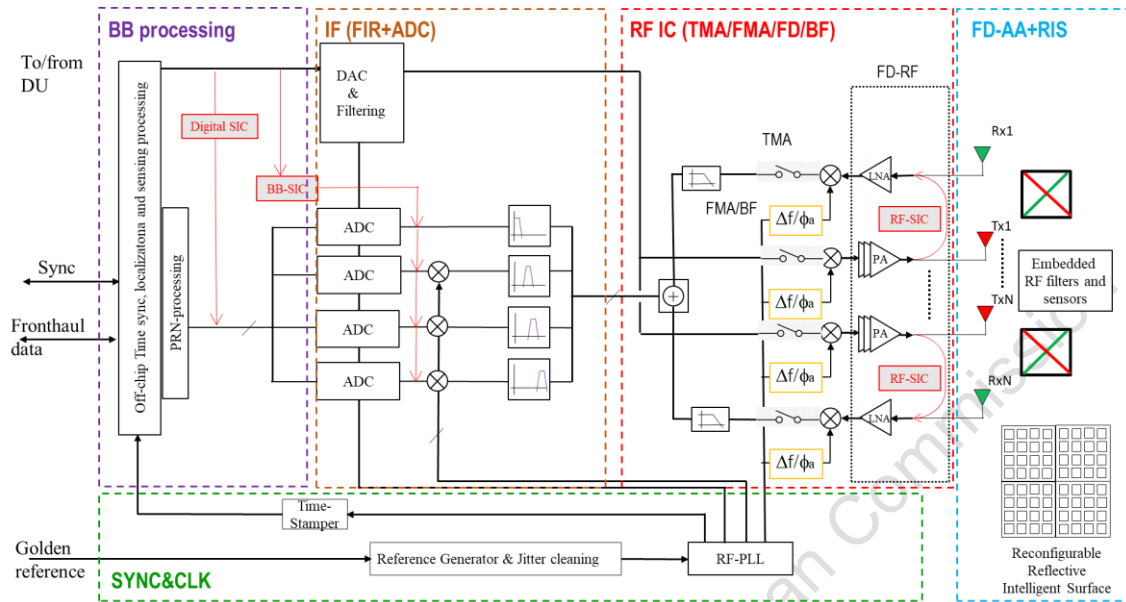 BB processing
IF (FIR+ADC)
RF IC (TMA/FMA/FD/BF)
FD-AA+RIS
To/from
DU
DAC
&
Filtering
FD-RF
Digital SIC
BB-SIC
Off-chip Time sync, localizatona and sensing processing
PRN-processing
Sync
Fronthaul
data
ADC
ADC
ADC
ADC
TMA
FMA/BF
LNA
Δf/ϕa
RF-SIC
PA
Δf/ϕa
PA
Δf/ϕa
RF-SIC
LNA
Δf/ϕa
Rx1
Tx1
TxN
RxN
Embedded
RF filters and
sensors
Reconfigurable
Reflective
Intelligent Surface
Time-
Stamper
Golden
reference
Reference Generator & Jitter cleaning
RF-PLL
SYNC&CLK